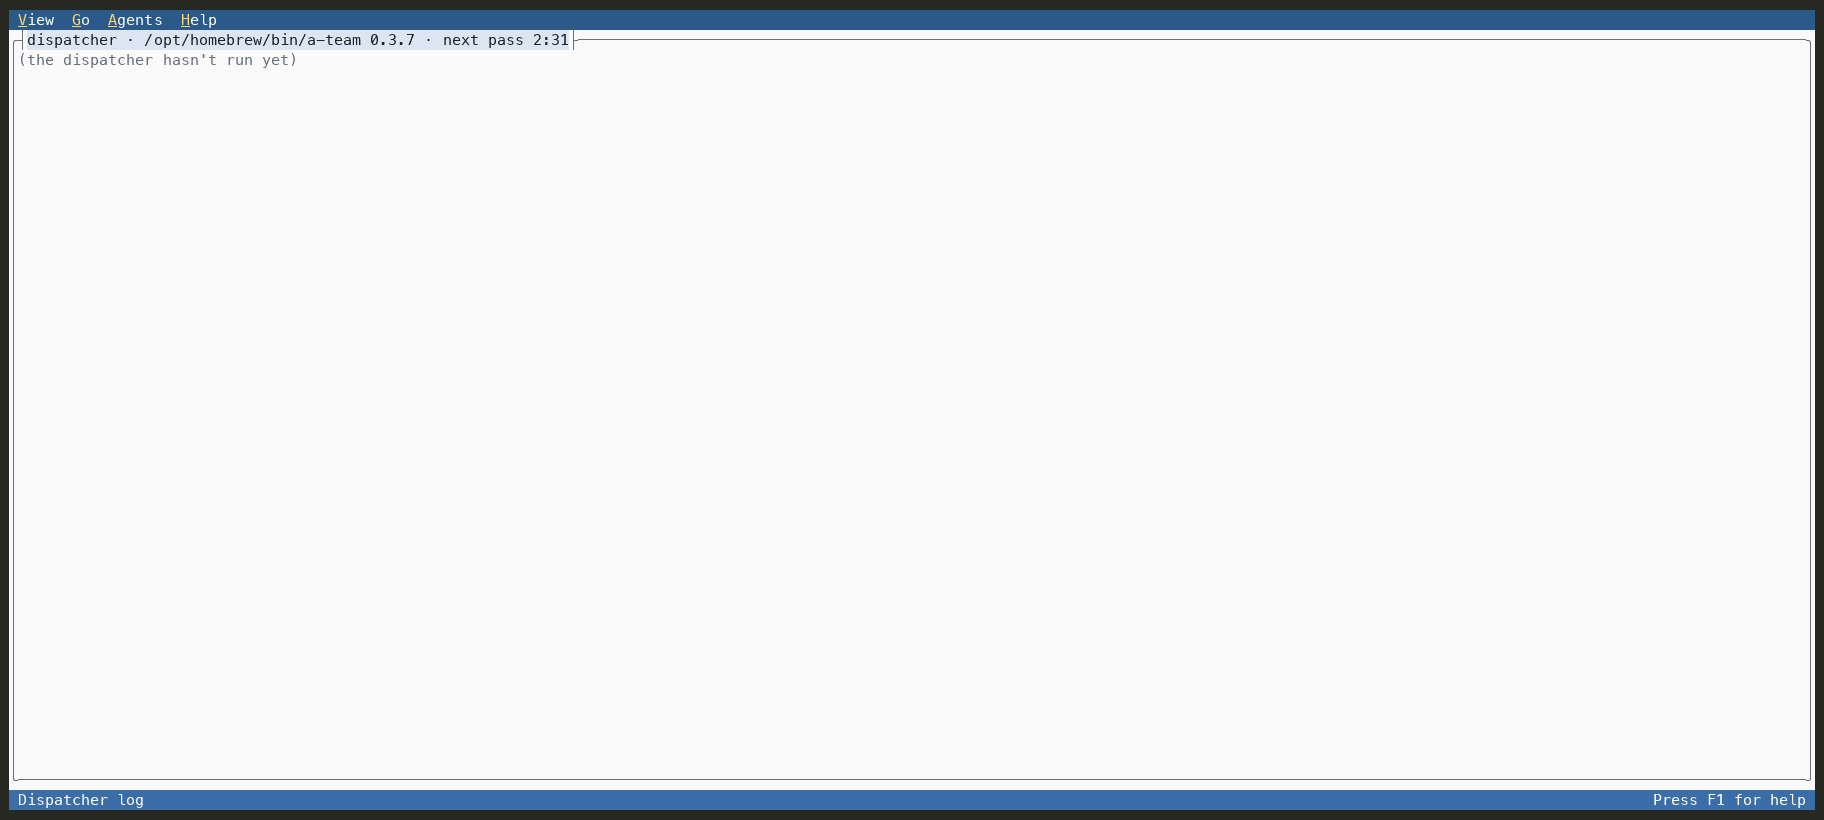 View  Go  Agents  Help
dispatcher · /opt/homebrew/bin/a-team 0.3.7 · next pass 2:31
(the dispatcher hasn't run yet)
Dispatcher log  Press F1 for help